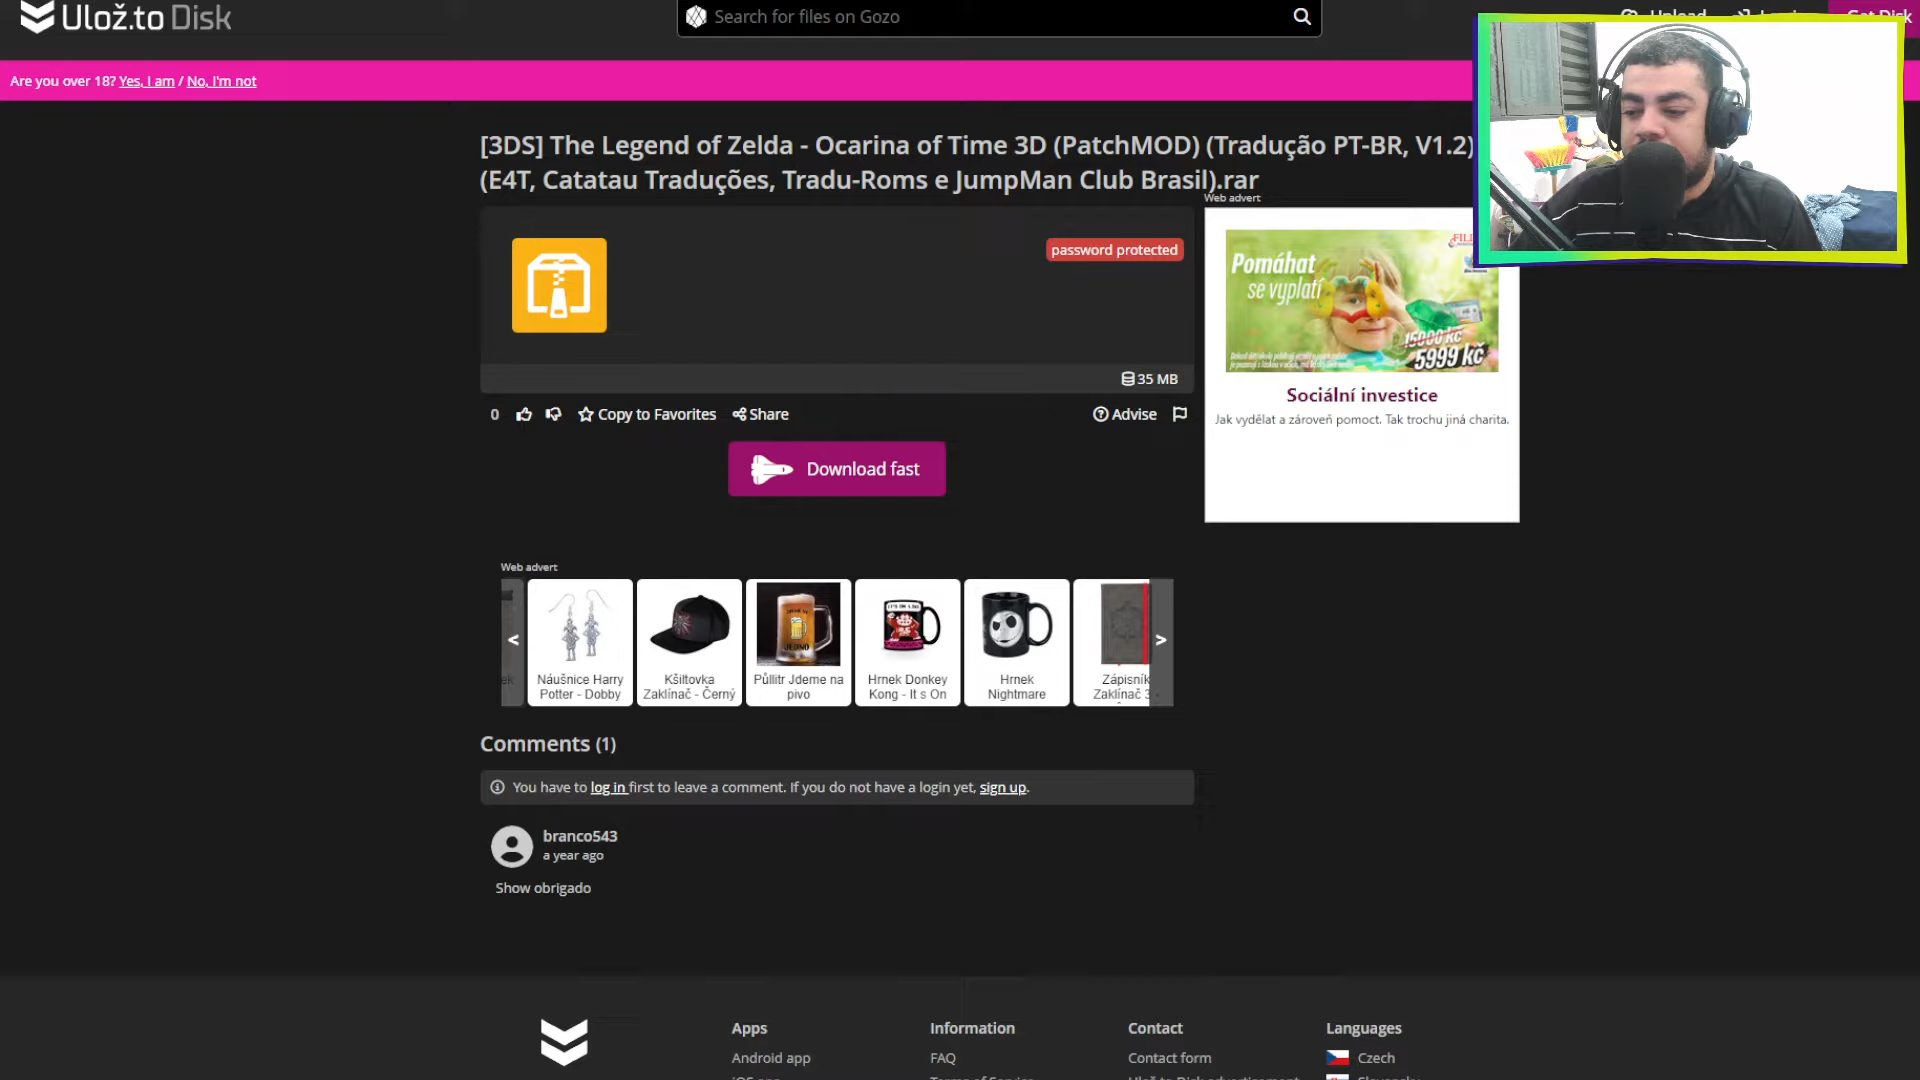 Ulož.to Disk
Search for files on Gozo
Upload
Get Disk
Are you over 18? Yes, I am / No, I'm not
[3DS] The Legend of Zelda - Ocarina of Time 3D (PatchMOD) (Tradução PT-BR, V1.2)
(E4T, Catatau Traduções, Tradu-Roms e JumpMan Club Brasil).rar
Web advert
password protected
Pomáhat
se vyplatí
15000 Kč
5999 kč
35 MB
Sociální investice
Jak vydělat a zároveň pomoct. Tak trochu jiná charita.
0
Copy to Favorites
Share
Advise
Download fast
Web advert
<
Náušnice Harry
Potter - Dobby
Kšiltovka
Zaklínač - Černý
Půllitr Jdeme na
pivo
Hrnek Donkey
Kong - It s On
Hrnek
Nightmare
Zápisník
Zaklínač 3 -
>
Comments (1)
You have to log in first to leave a comment. If you do not have a login yet, sign up.
branco543
a year ago
Show obrigado
Apps
Information
Contact
Languages
Android app
FAQ
Contact form
Czech